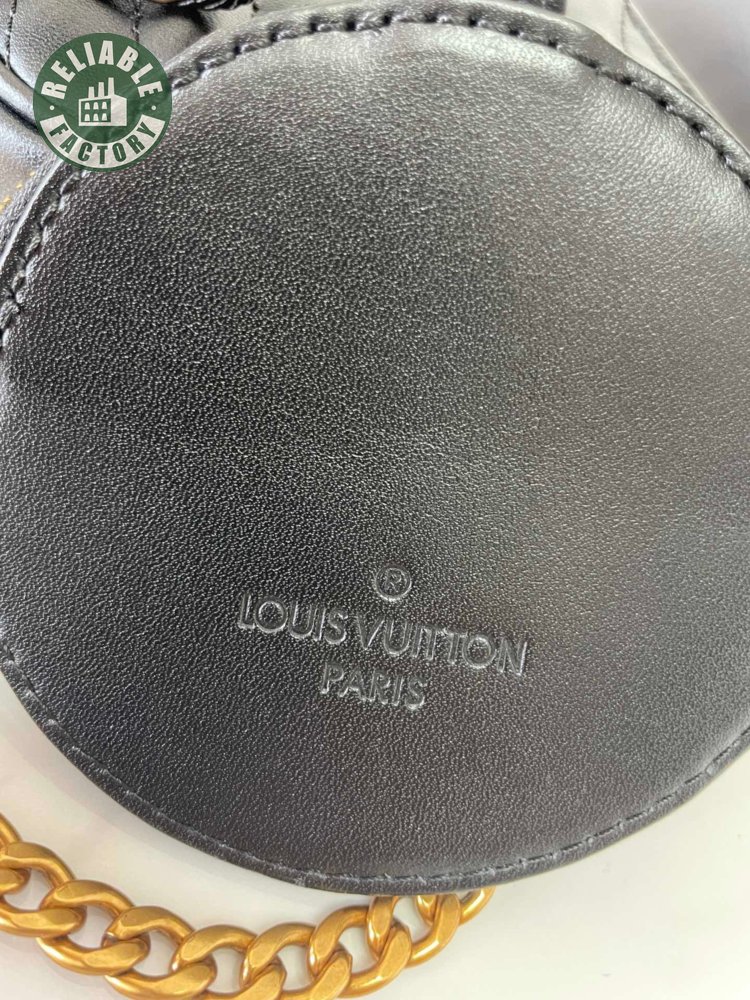 RELIABLE
FACTORY
®
LOUIS VUITTON
PARIS